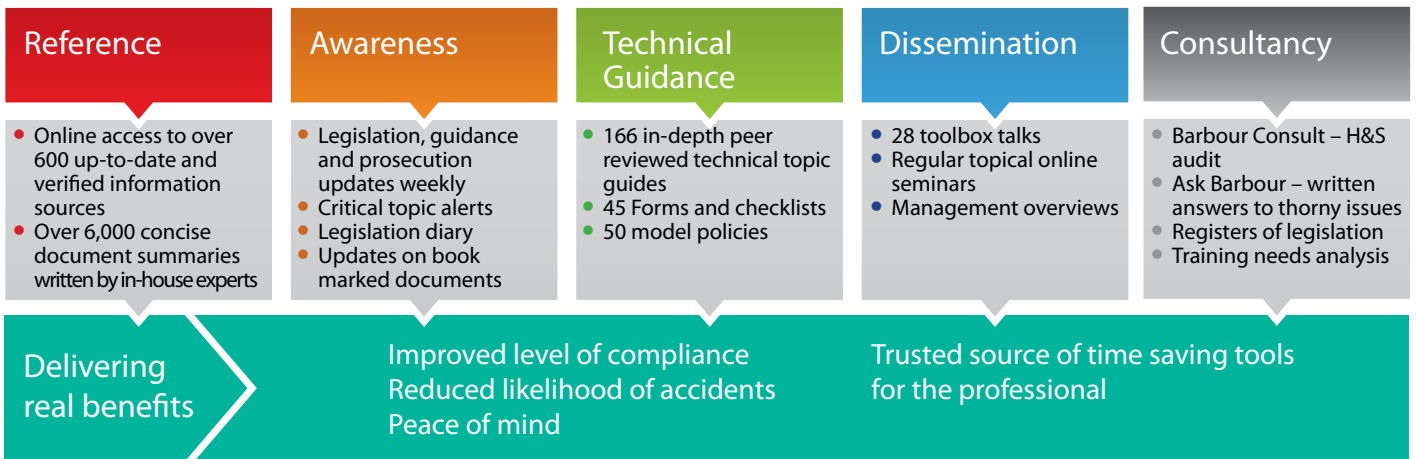 Reference
Online access to over
600 up-to-date and
verified information
sources
Over 6,000 concise
document summaries
written by in-house experts
Awareness
Legislation, guidance
and prosecution
updates weekly
Critical topic alerts
Legislation diary
Updates on book
marked documents
Technical
Guidance
166 in-depth peer
reviewed technical topic
guides
45 Forms and checklists
50 model policies
Dissemination
28 toolbox talks
Regular topical online
seminars
Management overviews
Consultancy
Barbour Consult – H&S
audit
Ask Barbour – written
answers to thorny issues
Registers of legislation
Training needs analysis
Delivering
real benefits
Improved level of compliance
Reduced likelihood of accidents
Peace of mind
Trusted source of time saving tools
for the professional